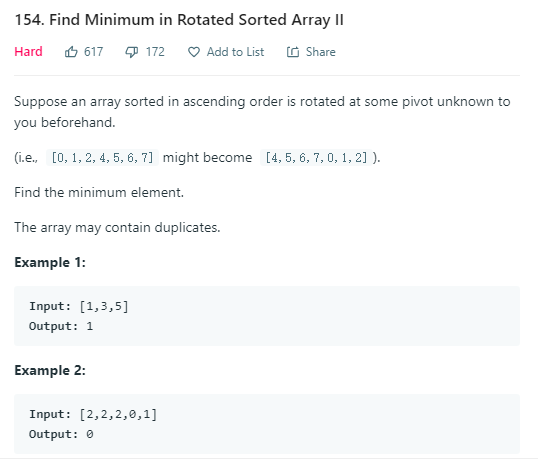 154. Find Minimum in Rotated Sorted Array II
Hard 617 172 Add to List Share
Suppose an array sorted in ascending order is rotated at some pivot unknown to
you beforehand.
(i.e., [0, 1, 2, 4, 5, 6, 7] might become [4, 5, 6, 7, 0, 1, 2] ).
Find the minimum element.
The array may contain duplicates.
Example 1:
Input: [1,3,5]
Output: 1
Example 2:
Input: [2,2,2,0,1]
Output: 0